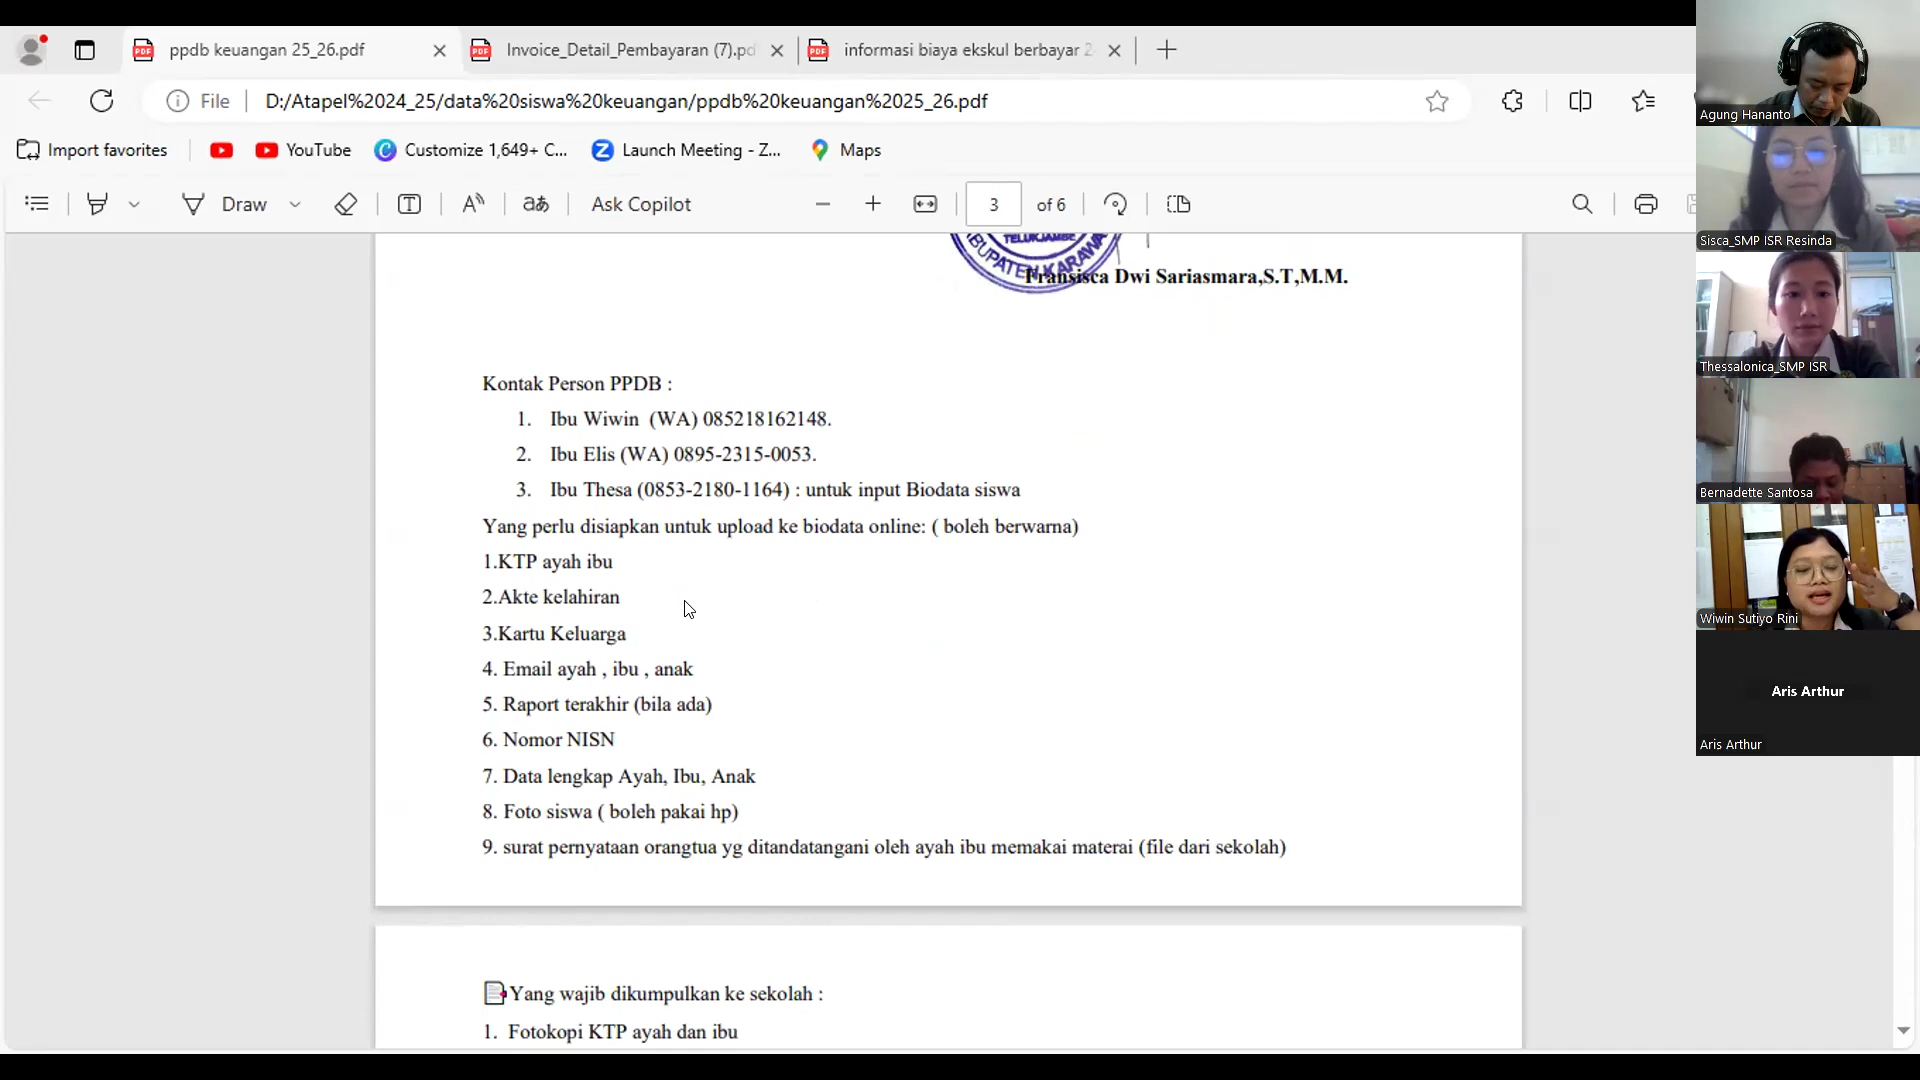 ppdb keuangan 25_26.pdf
Invoice_Detail_Pembayaran (7).pd
informasi biaya ekskul berbayar 2
File
D:/Atapel%2024_25/data%20siswa%20keuangan/ppdb%20keuangan%2025_26.pdf
Import favorites
YouTube
Customize 1,649+ C...
Launch Meeting - Z...
Maps
Draw
Ask Copilot
3
of 6
TELUKJAMBE
Fransisca Dwi Sariasmara,S.T,M.M.
Kontak Person PPDB :
1. Ibu Wiwin (WA) 085218162148.
2. Ibu Elis (WA) 0895-2315-0053.
3. Ibu Thesa (0853-2180-1164) : untuk input Biodata siswa
Yang perlu disiapkan untuk upload ke biodata online: ( boleh berwarna)
1.KTP ayah ibu
2.Akte kelahiran
3.Kartu Keluarga
4. Email ayah , ibu , anak
5. Raport terakhir (bila ada)
6. Nomor NISN
7. Data lengkap Ayah, Ibu, Anak
8. Foto siswa ( boleh pakai hp)
9. surat pernyataan orangtua yg ditandatangani oleh ayah ibu memakai materai (file dari sekolah)
Yang wajib dikumpulkan ke sekolah :
1. Fotokopi KTP ayah dan ibu
Agung Hananto
Sisca_SMP ISR Resinda
Thessalonica_SMP ISR
Bernadette Santosa
Wiwin Sutiyo Rini
Aris Arthur
Aris Arthur